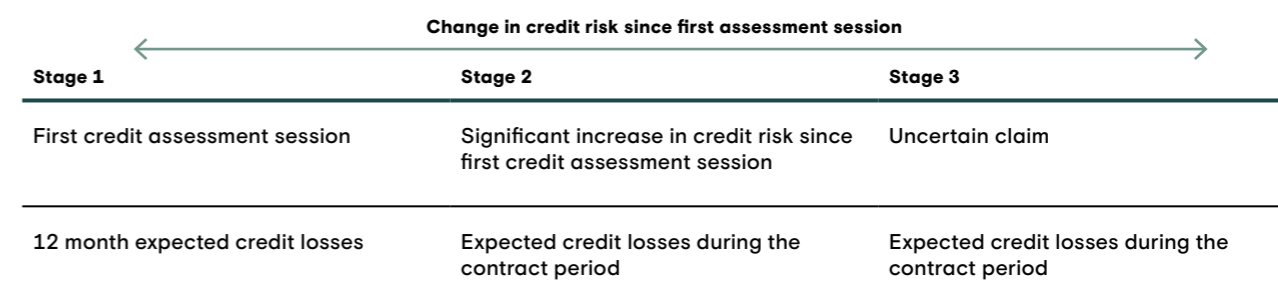 Change in credit risk since first assessment session
Stage 1
Stage 2
Stage 3
First credit assessment session
Significant increase in credit risk since
first credit assessment session
Uncertain claim
12 month expected credit losses
Expected credit losses during the
contract period
Expected credit losses during the
contract period